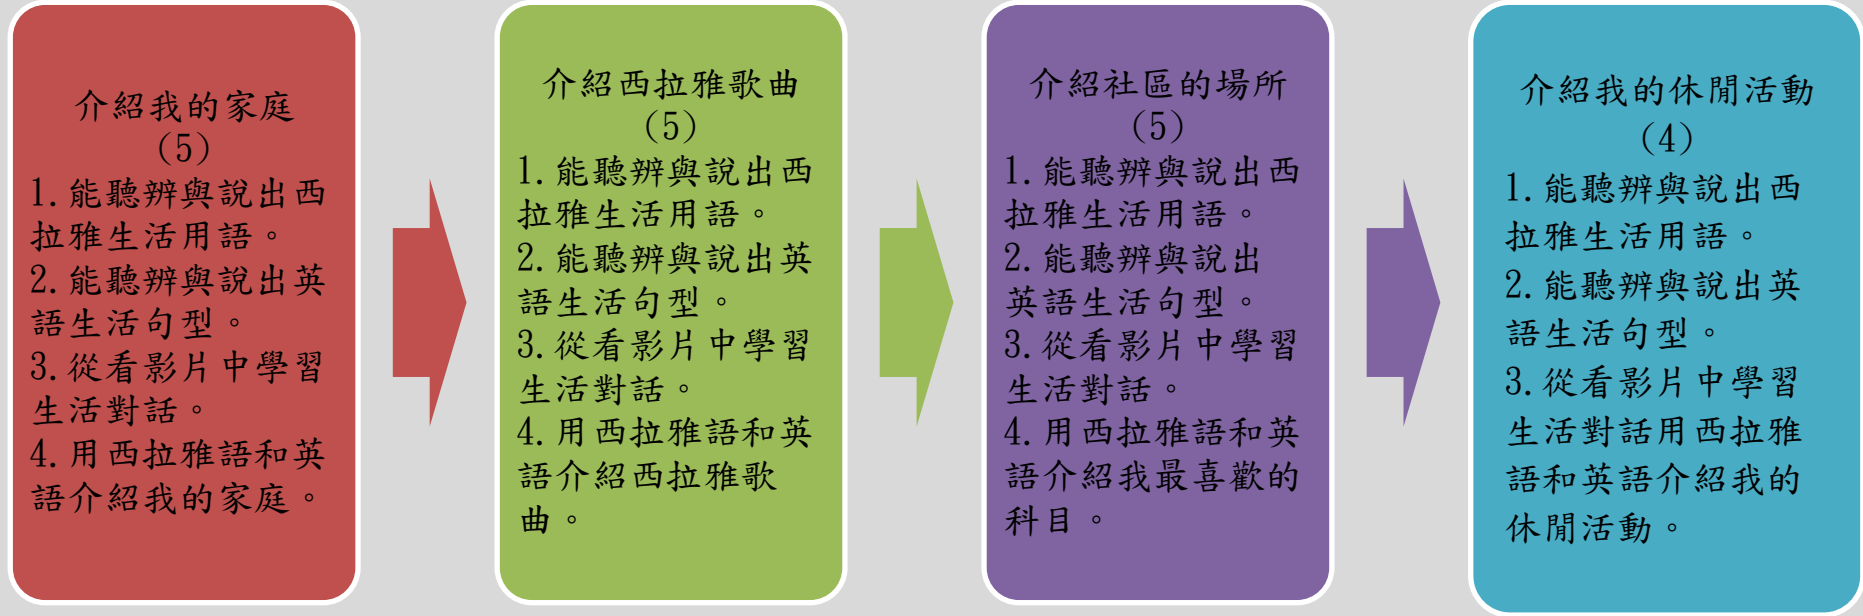 介紹我的家庭
(5)
1.能聽辨與說出西
拉雅生活用語。
2.能聽辨與說出英
語生活句型。
3.從看影片中學習
生活對話。
4.用西拉雅語和英
語介紹我的家庭。
介紹西拉雅歌曲
(5)
1.能聽辨與說出西
拉雅生活用語。
2.能聽辨與說出英
語生活句型。
3.從看影片中學習
生活對話。
4.用西拉雅語和英
語介紹西拉雅歌
曲。
介紹社區的場所
(5)
1.能聽辨與說出西
拉雅生活用語。
2.能聽辨與說出
英語生活句型。
3.從看影片中學習
生活對話。
4.用西拉雅語和英
語介紹我最喜歡的
科目。
介紹我的休閒活動
(4)
1.能聽辨與說出西
拉雅生活用語。
2.能聽辨與說出英
語生活句型。
3.從看影片中學習
生活對話用西拉雅
語和英語介紹我的
休閒活動。